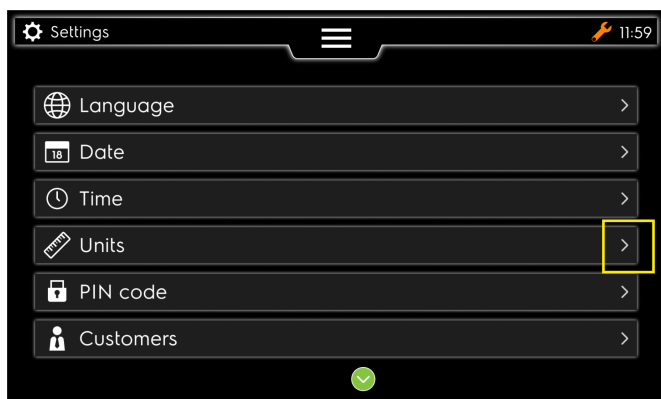 Settings
11:59
Language
18
Date
Time
Units
PIN code
Customers